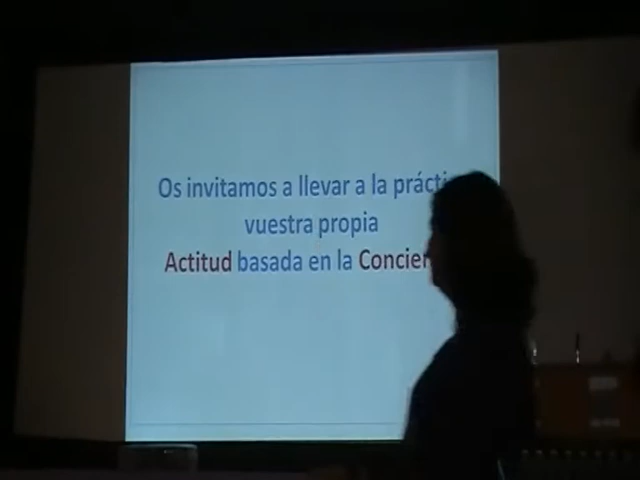 Os invitamos a llevar a la prácti
vuestra propia
Actitud basada en la Concien